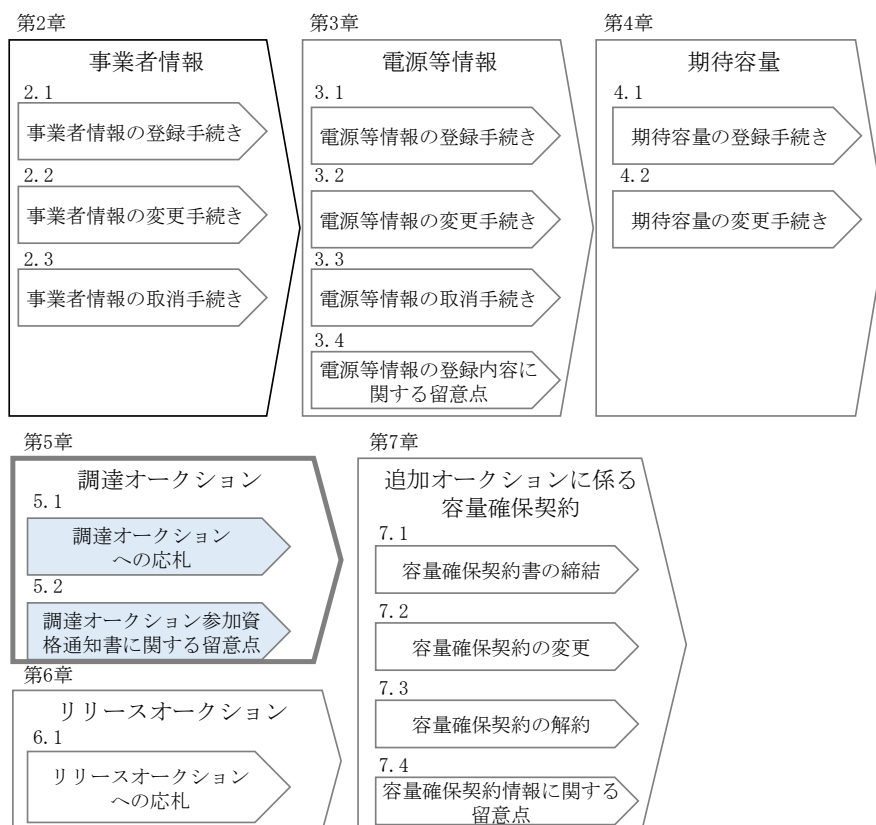 第2章
事業者情報
2.1
事業者情報の登録手続き
2.2
事業者情報の変更手続き
2.3
事業者情報の取消手続き
第3章
電源等情報
3.1
電源等情報の登録手続き
3.2
電源等情報の変更手続き
3.3
電源等情報の取消手続き
3.4
電源等情報の登録内容に
関する留意点
第4章
期待容量
4.1
期待容量の登録手続き
4.2
期待容量の変更手続き
第5章
調達オークション
5.1
調達オークション
への応札
5.2
調達オークション参加資
格通知書に関する留意点
第6章
リリースオークション
6.1
リリースオークション
への応札
第7章
追加オークションに係る
容量確保契約
7.1
容量確保契約書の締結
7.2
容量確保契約の変更
7.3
容量確保契約の解約
7.4
容量確保契約情報に関する
留意点